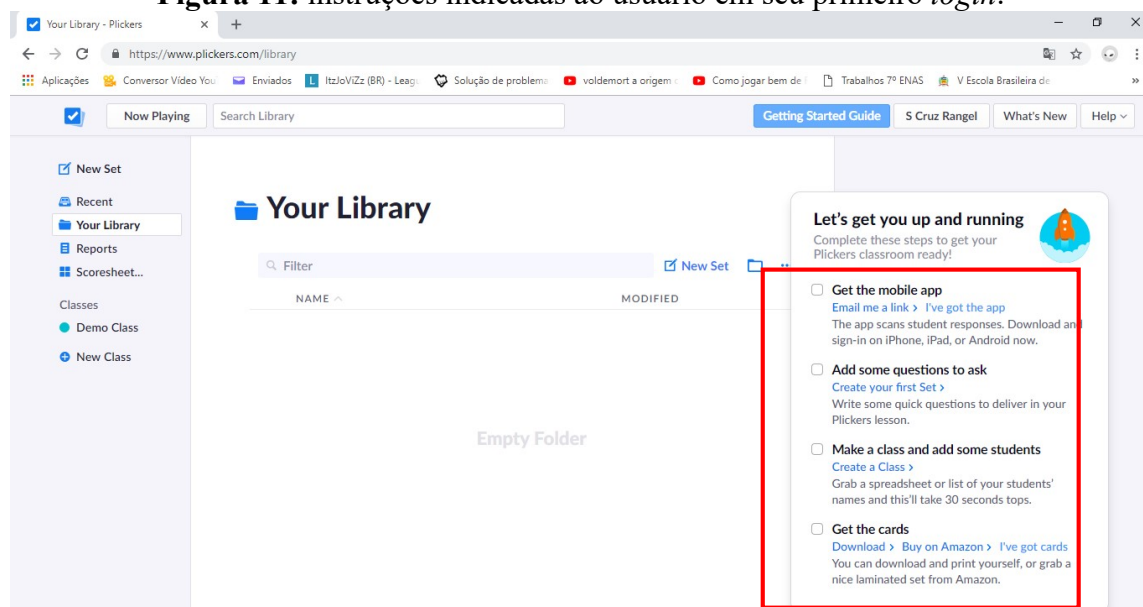 Figura 11: instruções indicadas ao usuário em seu primeiro login.
Your Library - Plickers
https://www.plickers.com/library
Aplicações Conversor Vídeo You Enviados ItzJoViZz (BR) - Leagu Solução de problema voldemort a origem Como jogar bem de Trabalhos 7º ENAS V Escola Brasileira de »
Now Playing Search Library Getting Started Guide S Cruz Rangel What's New Help
New Set
Recent
Your Library
Reports
Scoresheet...
Classes
Demo Class
New Class
Your Library
Filter New Set ..
NAME MODIFIED
Empty Folder
Let's get you up and running
Complete these steps to get your
Plickers classroom ready!
Get the mobile app
Email me a link > I've got the app
The app scans student responses. Download and
sign-in on iPhone, iPad, or Android now.
Add some questions to ask
Create your first Set >
Write some quick questions to deliver in your
Plickers lesson.
Make a class and add some students
Create a Class >
Grab a spreadsheet or list of your students'
names and this'll take 30 seconds tops.
Get the cards
Download > Buy on Amazon > I've got cards
You can download and print yourself, or grab a
nice laminated set from Amazon.